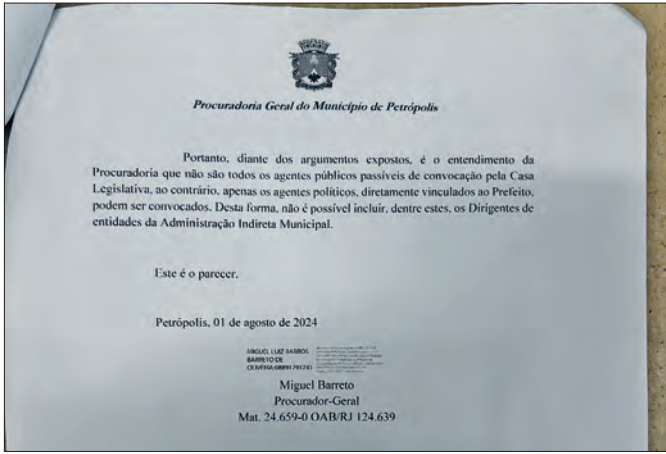 Procuradoria Geral do Município de Petrópolis
Portanto, diante dos argumentos expostos, é o entendimento da
Procuradoria que não são todos os agentes públicos passíveis de convocação pela Casa
Legislativa, ao contrário, apenas os agentes políticos, diretamente vinculados ao Prefeito,
podem ser convocados. Desta forma, não é possível incluir, dentre estes, os Dirigentes de
entidades da Administração Indireta Municipal.
Este é o parecer.
Petrópolis, 01 de agosto de 2024
MIGUEL LUIZ BARROS
BARRETO DE
Miguel Barreto
Procurador-Geral
Mat. 24.659-0 OAB/RJ 124.639